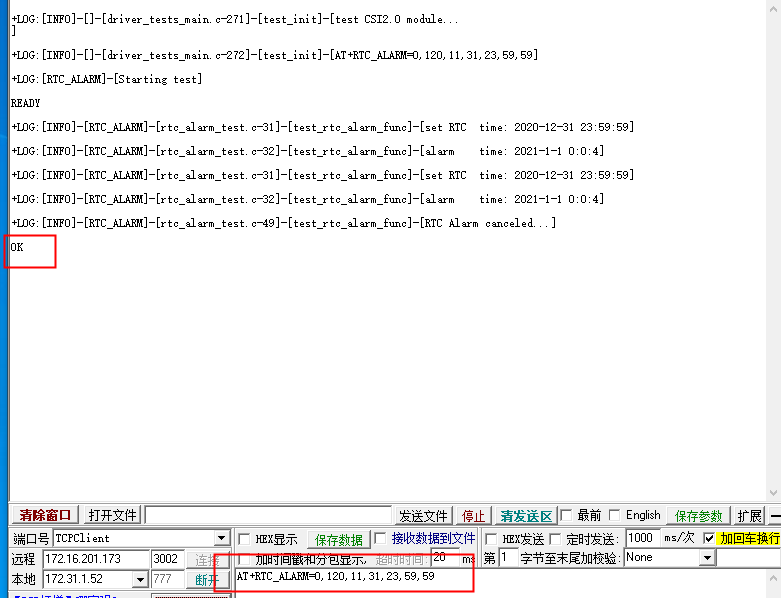 +LOG:[INFO]-[]-[driver_tests_main.c-271]-[test_init]-[test CSI2.0 module...
]
+LOG:[INFO]-[]-[driver_tests_main.c-272]-[test_init]-[AT+RTC_ALARM=0,120,11,31,23,59,59]
+LOG:[RTC_ALARM]-[Starting test]
READY
+LOG:[INFO]-[RTC_ALARM]-[rtc_alarm_test.c-31]-[test_rtc_alarm_func]-[set RTC  time: 2020-12-31 23:59:59]
+LOG:[INFO]-[RTC_ALARM]-[rtc_alarm_test.c-32]-[test_rtc_alarm_func]-[alarm    time: 2021-1-1 0:0:4]
+LOG:[INFO]-[RTC_ALARM]-[rtc_alarm_test.c-31]-[test_rtc_alarm_func]-[set RTC  time: 2020-12-31 23:59:59]
+LOG:[INFO]-[RTC_ALARM]-[rtc_alarm_test.c-32]-[test_rtc_alarm_func]-[alarm    time: 2021-1-1 0:0:4]
+LOG:[INFO]-[RTC_ALARM]-[rtc_alarm_test.c-49]-[test_rtc_alarm_func]-[RTC Alarm canceled...]
OK
清除窗口 打开文件 发送文件 停止 清发送区 最前 English 保存参数 扩展
端口号 TCPClient HEX显示 保存数据 接收数据到文件 HEX发送 定时发送: 1000 ms/次 加回车换行
远程 172.16.201.173 3002 连接 加时间戳和分包显示, 超时时间: 20 ms 第 1 字节至末尾加校验: None
本地 172.31.1.52 777 断开 AT+RTC_ALARM=0,120,11,31,23,59,59